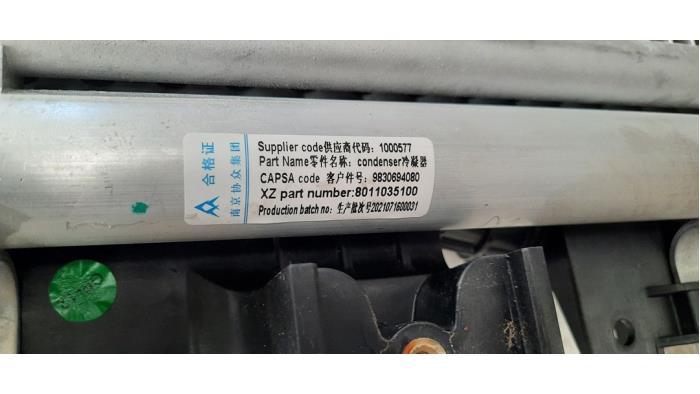 合格证
南京协众集团
Supplier code供应商代码: 1000577
Part Name零件名称: condenser冷凝器
CAPSA code 客户件号: 9830694080
XZ part number:8011035100
Production batch no: 生产批次号2021071600031